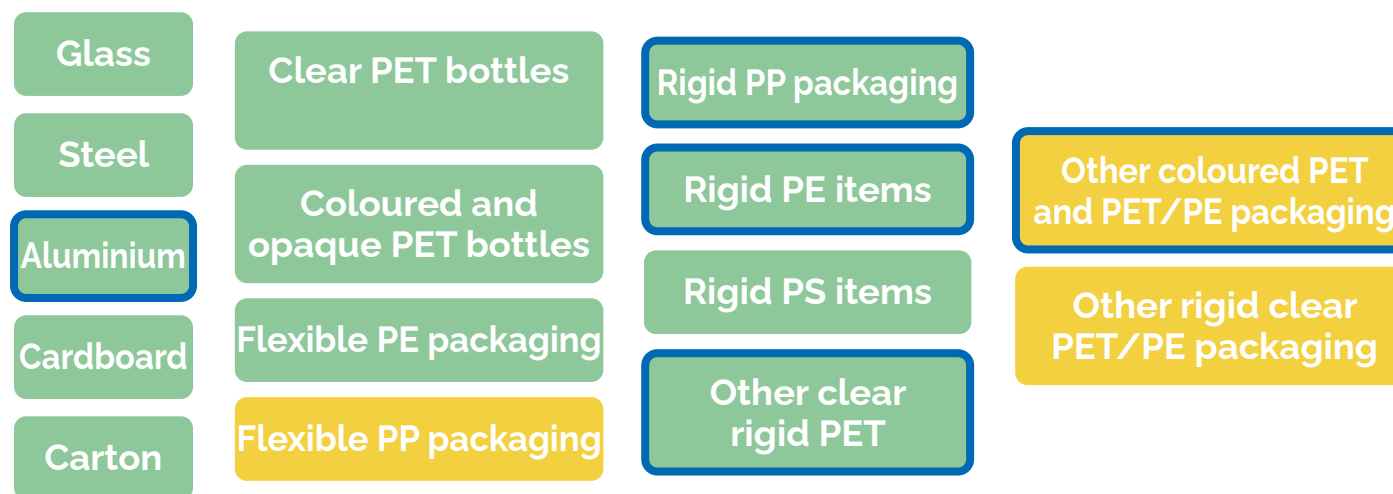 Glass
Steel
Aluminium
Cardboard
Carton
Clear PET bottles
Coloured and
opaque PET bottles
Flexible PE packaging
Flexible PP packaging
Rigid PP packaging
Rigid PE items
Rigid PS items
Other clear
rigid PET
Other coloured PET
and PET/PE packaging
Other rigid clear
PET/PE packaging